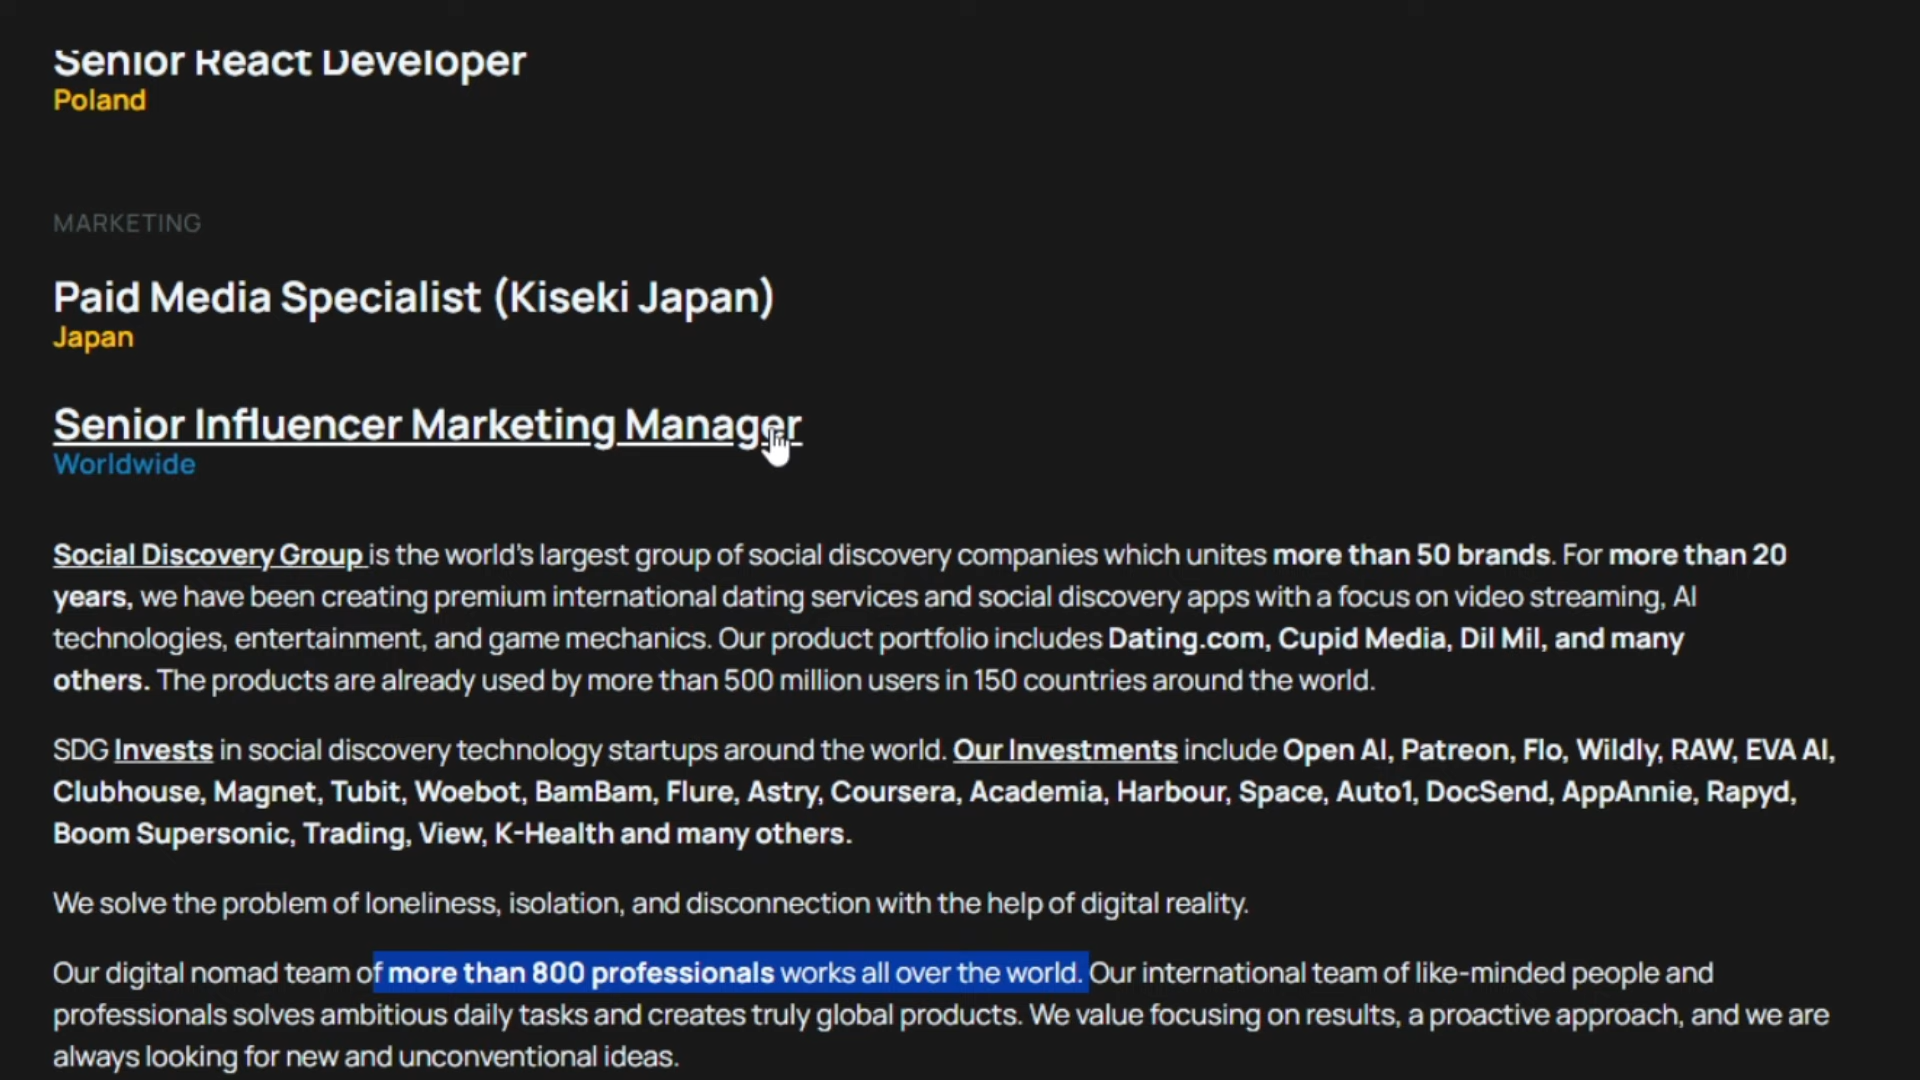 Senior React Developer
Poland
MARKETING
Paid Media Specialist (Kiseki Japan)
Japan
Senior Influencer Marketing Manager
Worldwide
Social Discovery Group is the world's largest group of social discovery companies which unites more than 50 brands. For more than 20
years, we have been creating premium international dating services and social discovery apps with a focus on video streaming, AI
technologies, entertainment, and game mechanics. Our product portfolio includes Dating.com, Cupid Media, Dil Mil, and many
others. The products are already used by more than 500 million users in 150 countries around the world.
SDG Invests in social discovery technology startups around the world. Our Investments include Open AI, Patreon, Flo, Wildly, RAW, EVA AI,
Clubhouse, Magnet, Tubit, Woebot, BamBam, Flure, Astry, Coursera, Academia, Harbour, Space, Auto1, DocSend, AppAnnie, Rapyd,
Boom Supersonic, Trading, View, K-Health and many others.
We solve the problem of loneliness, isolation, and disconnection with the help of digital reality.
Our digital nomad team of more than 800 professionals works all over the world. Our international team of like-minded people and
professionals solves ambitious daily tasks and creates truly global products. We value focusing on results, a proactive approach, and we are
always looking for new and unconventional ideas.